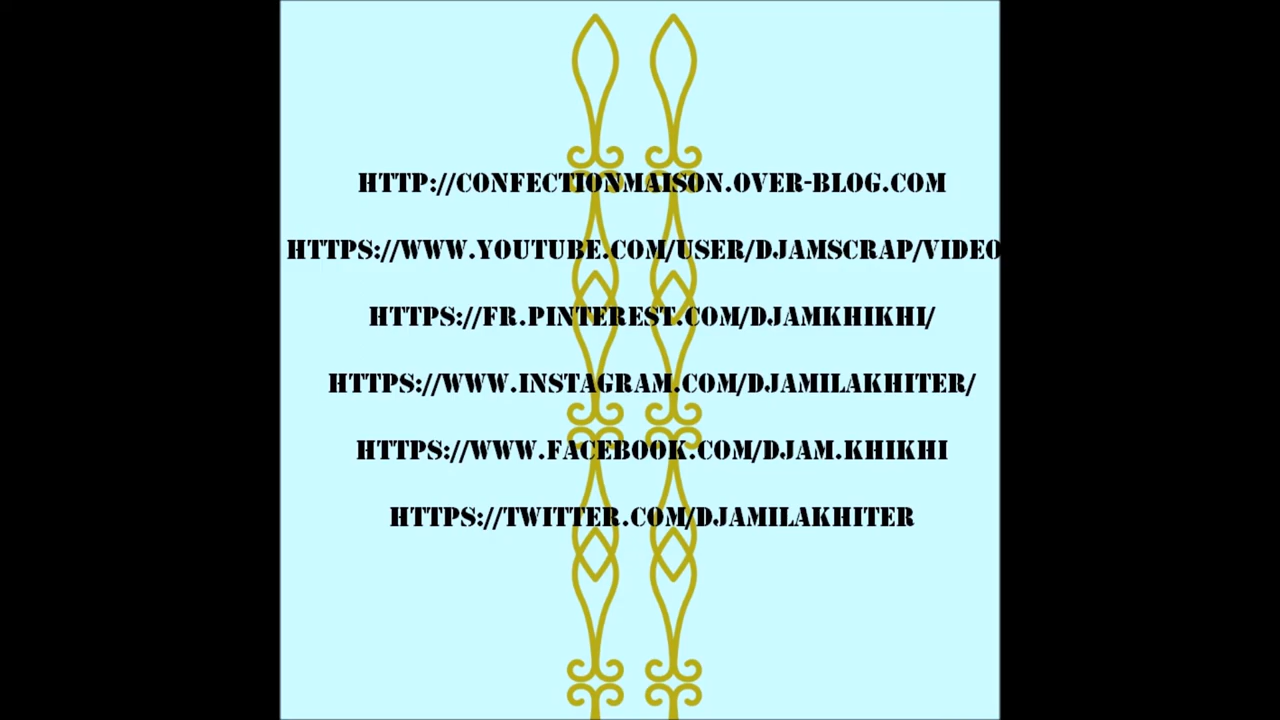 HTTP://CONFECTIONMAISON.OVER-BLOG.COM
HTTPS://WWW.YOUTUBE.COM/USER/DJAMSCRAP/VIDEO
HTTPS://FR.PINTEREST.COM/DJAMKHIKHI/
HTTPS://WWW.INSTAGRAM.COM/DJAMILAKHITER/
HTTPS://WWW.FACEBOOK.COM/DJAM.KHIKHI
HTTPS://TWITTER.COM/DJAMILAKHITER